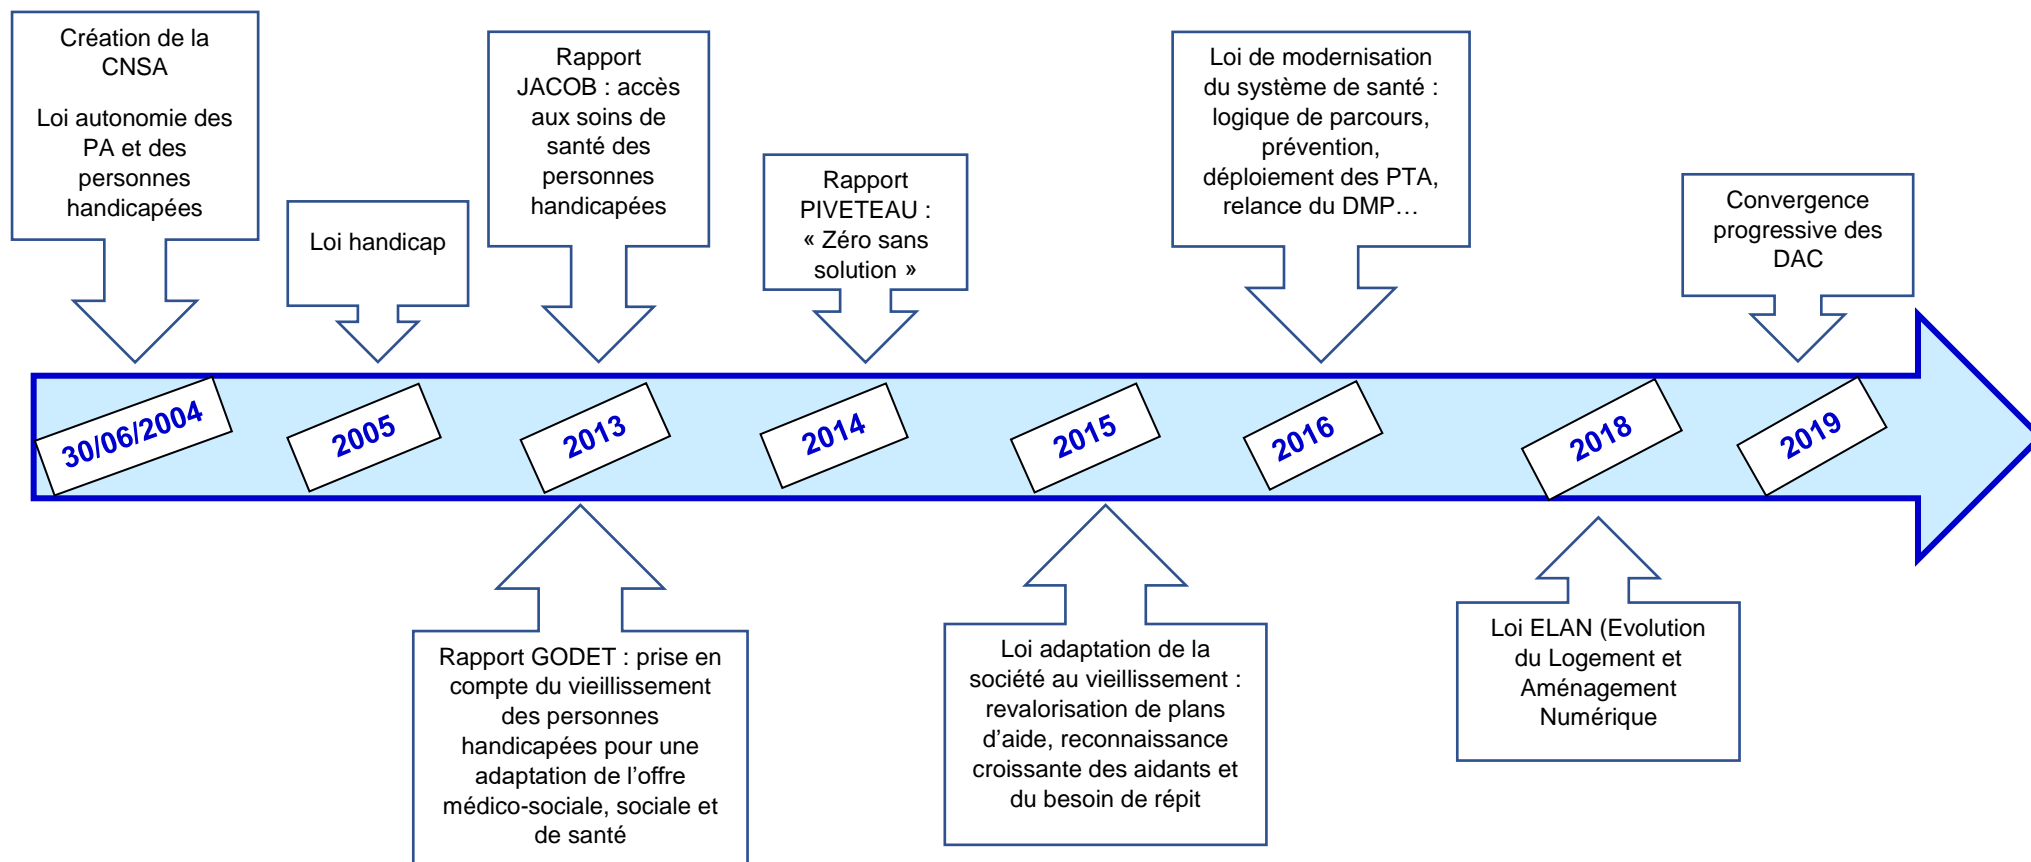 Création de la
CNSA
Loi autonomie des
PA et des
personnes
handicapées
Loi handicap
Rapport
JACOB : accès
aux soins de
santé des
personnes
handicapées
Rapport
PIVETEAU :
« Zéro sans
solution »
Loi de modernisation
du système de santé :
logique de parcours,
prévention,
déploiement des PTA,
relance du DMP…
Convergence
progressive des
DAC
30/06/2004
2005
2013
2014
2015
2016
2018
2019
Rapport GODET : prise en
compte du vieillissement
des personnes
handicapées pour une
adaptation de l’offre
médico-sociale, sociale et
de santé
Loi adaptation de la
société au vieillissement :
revalorisation de plans
d’aide, reconnaissance
croissante des aidants et
du besoin de répit
Loi ELAN (Evolution
du Logement et
Aménagement
Numérique